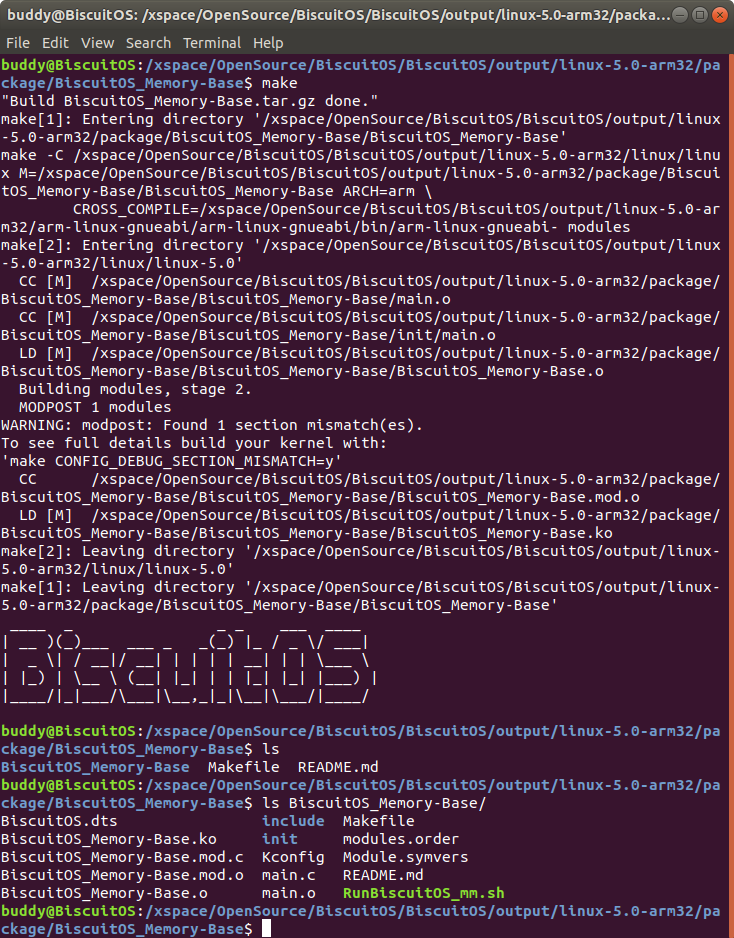 buddy@BiscuitOS: /xspace/OpenSource/BiscuitOS/BiscuitOS/output/linux-5.0-arm32/packa...
File Edit View Search Terminal Help
buddy@BiscuitOS:/xspace/OpenSource/BiscuitOS/BiscuitOS/output/linux-5.0-arm32/pa
ckage/BiscuitOS_Memory-Base$ make
"Build BiscuitOS_Memory-Base.tar.gz done."
make[1]: Entering directory '/xspace/OpenSource/BiscuitOS/BiscuitOS/output/linux
-5.0-arm32/package/BiscuitOS_Memory-Base/BiscuitOS_Memory-Base'
make -C /xspace/OpenSource/BiscuitOS/BiscuitOS/output/linux-5.0-arm32/linux/linu
x M=/xspace/OpenSource/BiscuitOS/BiscuitOS/output/linux-5.0-arm32/package/Biscui
tOS_Memory-Base/BiscuitOS_Memory-Base ARCH=arm \
        CROSS_COMPILE=/xspace/OpenSource/BiscuitOS/BiscuitOS/output/linux-5.0-ar
m32/arm-linux-gnueabi/arm-linux-gnueabi/bin/arm-linux-gnueabi- modules
make[2]: Entering directory '/xspace/OpenSource/BiscuitOS/BiscuitOS/output/linux
-5.0-arm32/linux/linux-5.0'
  CC [M]  /xspace/OpenSource/BiscuitOS/BiscuitOS/output/linux-5.0-arm32/package/
BiscuitOS_Memory-Base/BiscuitOS_Memory-Base/main.o
  CC [M]  /xspace/OpenSource/BiscuitOS/BiscuitOS/output/linux-5.0-arm32/package/
BiscuitOS_Memory-Base/BiscuitOS_Memory-Base/init/main.o
  LD [M]  /xspace/OpenSource/BiscuitOS/BiscuitOS/output/linux-5.0-arm32/package/
BiscuitOS_Memory-Base/BiscuitOS_Memory-Base/BiscuitOS_Memory-Base.o
  Building modules, stage 2.
  MODPOST 1 modules
WARNING: modpost: Found 1 section mismatch(es).
To see full details build your kernel with:
'make CONFIG_DEBUG_SECTION_MISMATCH=y'
  CC      /xspace/OpenSource/BiscuitOS/BiscuitOS/output/linux-5.0-arm32/package/
BiscuitOS_Memory-Base/BiscuitOS_Memory-Base/BiscuitOS_Memory-Base.mod.o
  LD [M]  /xspace/OpenSource/BiscuitOS/BiscuitOS/output/linux-5.0-arm32/package/
BiscuitOS_Memory-Base/BiscuitOS_Memory-Base/BiscuitOS_Memory-Base.ko
make[2]: Leaving directory '/xspace/OpenSource/BiscuitOS/BiscuitOS/output/linux-
5.0-arm32/linux/linux-5.0'
make[1]: Leaving directory '/xspace/OpenSource/BiscuitOS/BiscuitOS/output/linux-
5.0-arm32/package/BiscuitOS_Memory-Base/BiscuitOS_Memory-Base'
BiscuitOS
buddy@BiscuitOS:/xspace/OpenSource/BiscuitOS/BiscuitOS/output/linux-5.0-arm32/pa
ckage/BiscuitOS_Memory-Base$ ls
BiscuitOS_Memory-Base  Makefile  README.md
buddy@BiscuitOS:/xspace/OpenSource/BiscuitOS/BiscuitOS/output/linux-5.0-arm32/pa
ckage/BiscuitOS_Memory-Base$ ls BiscuitOS_Memory-Base/
BiscuitOS.dts                include  Makefile
BiscuitOS_Memory-Base.ko     init     modules.order
BiscuitOS_Memory-Base.mod.c  Kconfig  Module.symvers
BiscuitOS_Memory-Base.mod.o  main.c   README.md
BiscuitOS_Memory-Base.o      main.o   RunBiscuitOS_mm.sh
buddy@BiscuitOS:/xspace/OpenSource/BiscuitOS/BiscuitOS/output/linux-5.0-arm32/pa
ckage/BiscuitOS_Memory-Base$